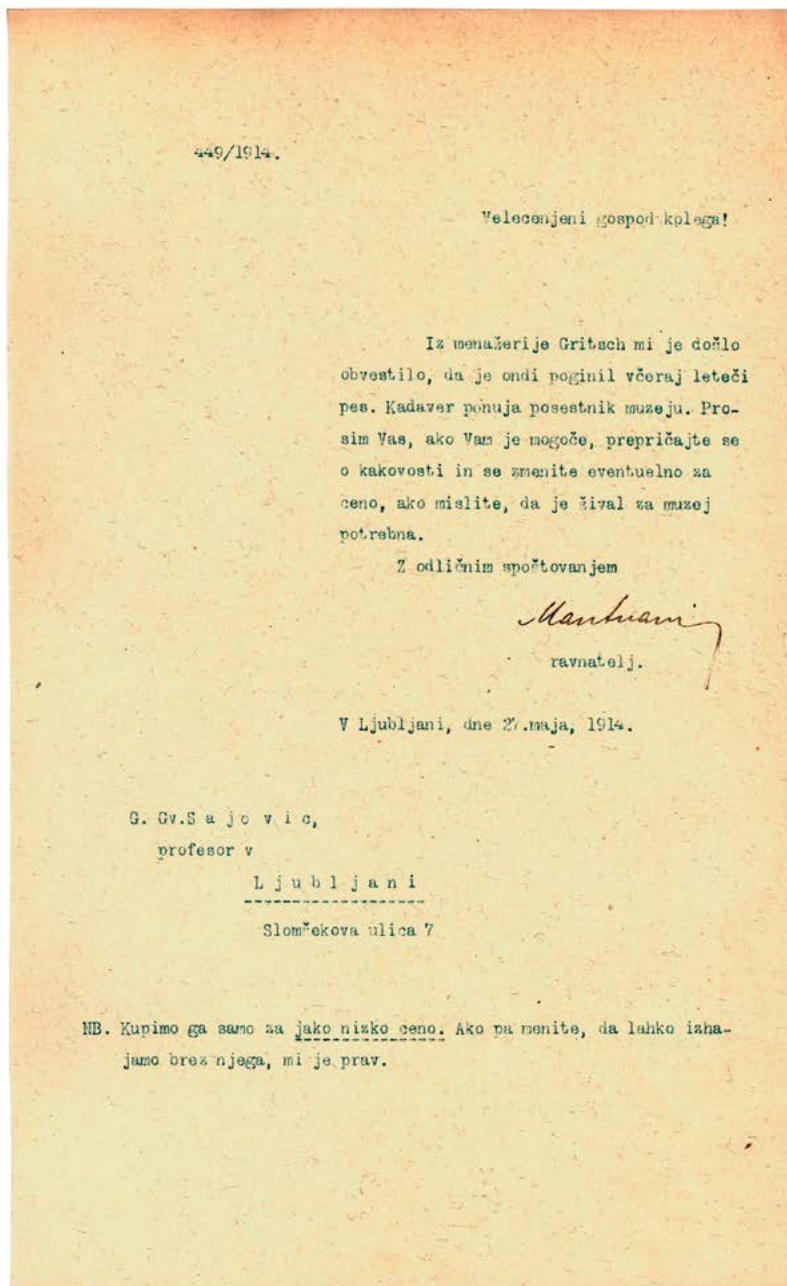 449/1914.
Velecenjeni gospod kolega!
Iz menažerije Gritsch mi je došlo
obvestilo, da je ondi poginil včeraj leteči
pes. Kadaver ponuja posestnik muzeju. Pro-
sim Vas, ako Vam je mogoče, prepričajte se
o kakovosti in se zmenite eventuelno za
ceno, ako mislite, da je žival za muzej
potrebna.
Z odličnim spoštovanjem
Mantuani
ravnatelj.
V Ljubljani, dne 27.maja, 1914.
G. Gv.S a j o v i c,
profesor v
L j u b l j a n i
Slomšekova ulica 7
NB. Kupimo ga samo za jako nizko ceno. Ako pa menite, da lahko izha-
jamo brez njega, mi je prav.